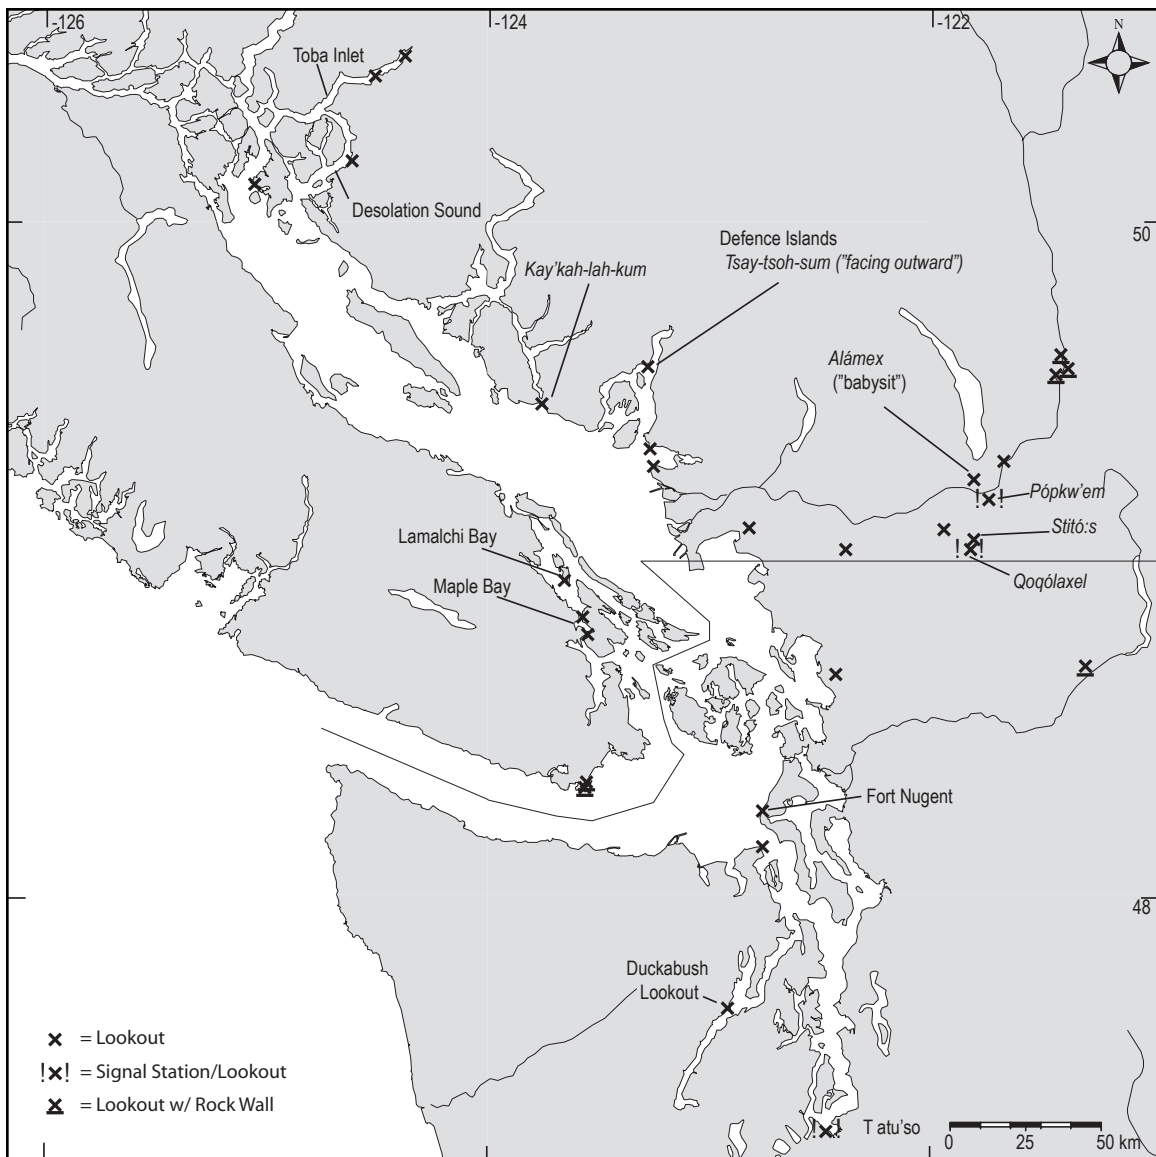 -126
-124
-122
N
Toba Inlet
Desolation Sound
50
Defence Islands
Tsay-tsoh-sum ("facing outward")
Kay'kah-lah-kum
Alámex
("babysit")
Pópkw'em
! !
Stitó:s
! !
Qoqólaxel
Lamalchi Bay
Maple Bay
Fort Nugent
48
Duckabush
Lookout
× = Lookout
!×! = Signal Station/Lookout
× = Lookout w/ Rock Wall
! ! T atu'so
0 25 50 km